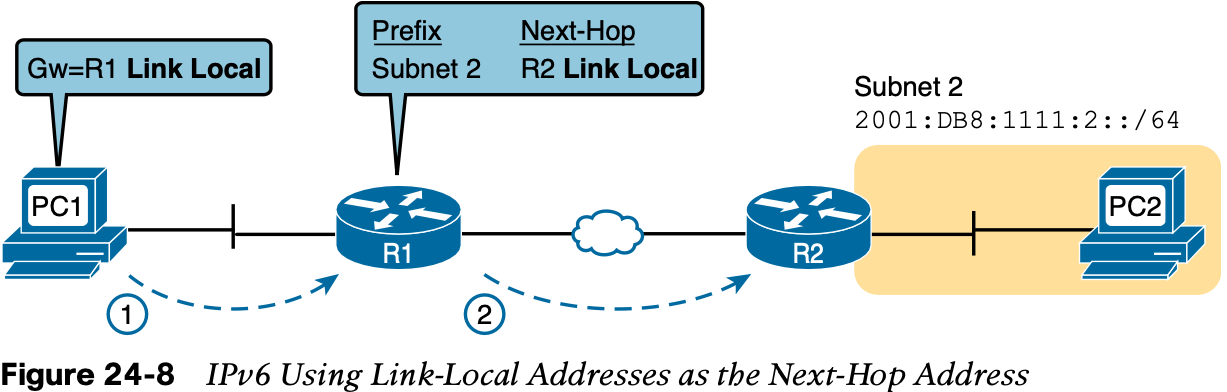 Prefix Next-Hop
Subnet 2 R2 Link Local
Gw=R1 Link Local
Subnet 2
2001:DB8:1111:2::/64
PC1
R1
R2
PC2
1
2
Figure 24-8 IPv6 Using Link-Local Addresses as the Next-Hop Address